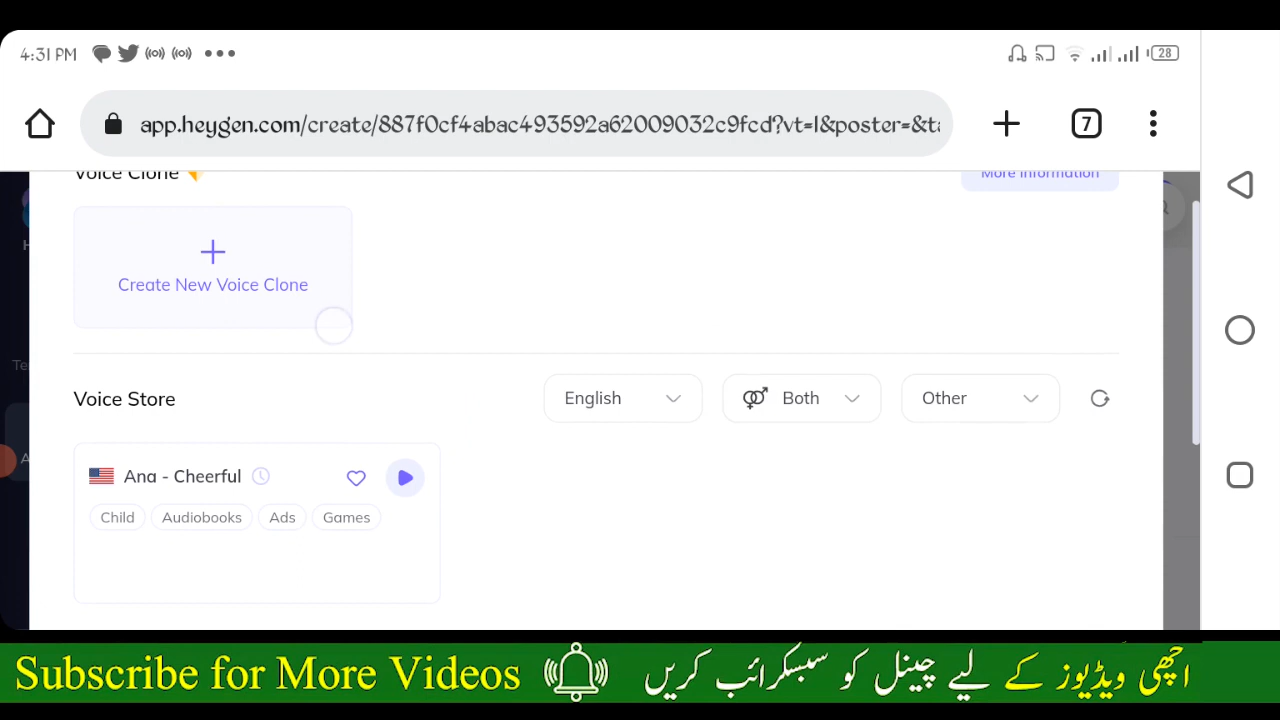 4:31 PM
28
app.heygen.com/create/887f0cf4abac493592a62009032c9fcd?vt=l&poster=&ta
7
Voice Clone
More Information
H
Create New Voice Clone
Te
Voice Store
English
Both
Other
A
Ana - Cheerful
Child
Audiobooks
Ads
Games
Subscribe for More Videos
اچھی ویڈیوز کے لیے چینل کو سبسکرائب کریں